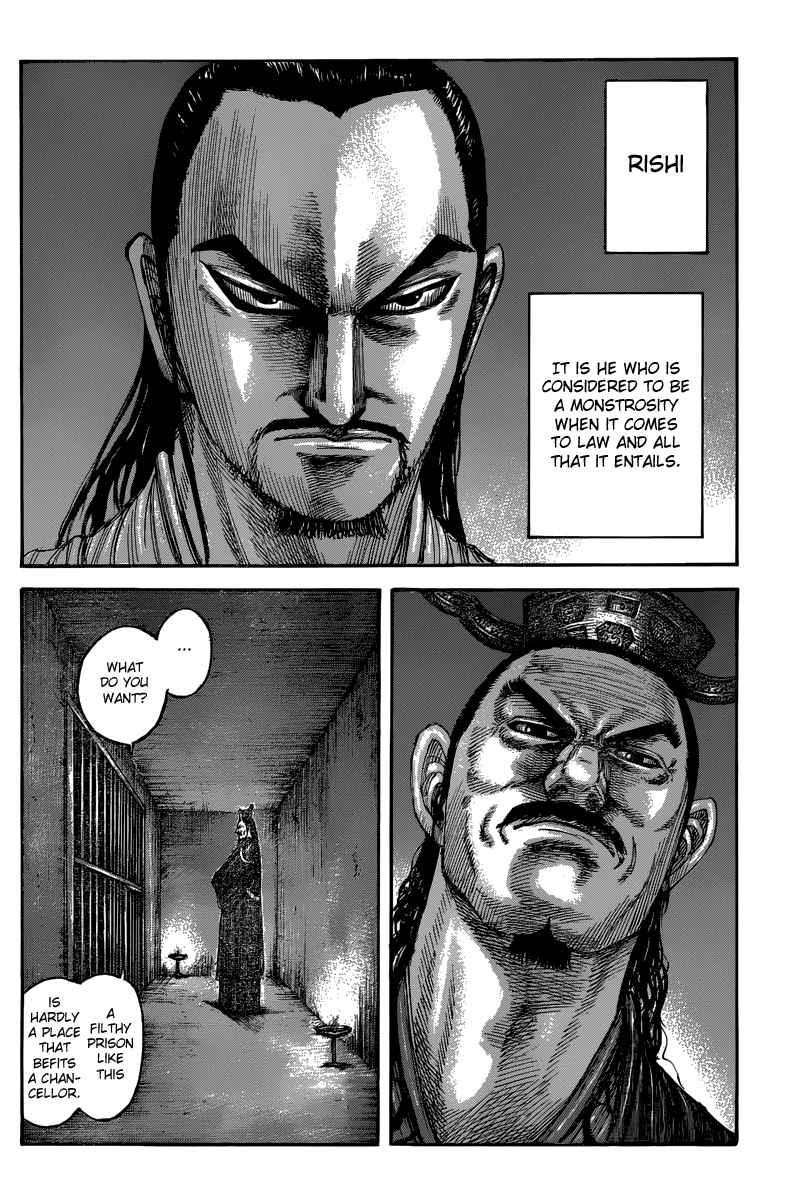 RISHI
IT IS HE WHO IS
CONSIDERED TO BE
A MONSTROSITY
WHEN IT COMES
TO LAW AND ALL
THAT IT ENTAILS.
...
WHAT
DO YOU
WANT?
A
FILTHY
PRISON
LIKE
THIS
IS
HARDLY
A PLACE
THAT
BEFITS
A CHAN-
CELLOR.